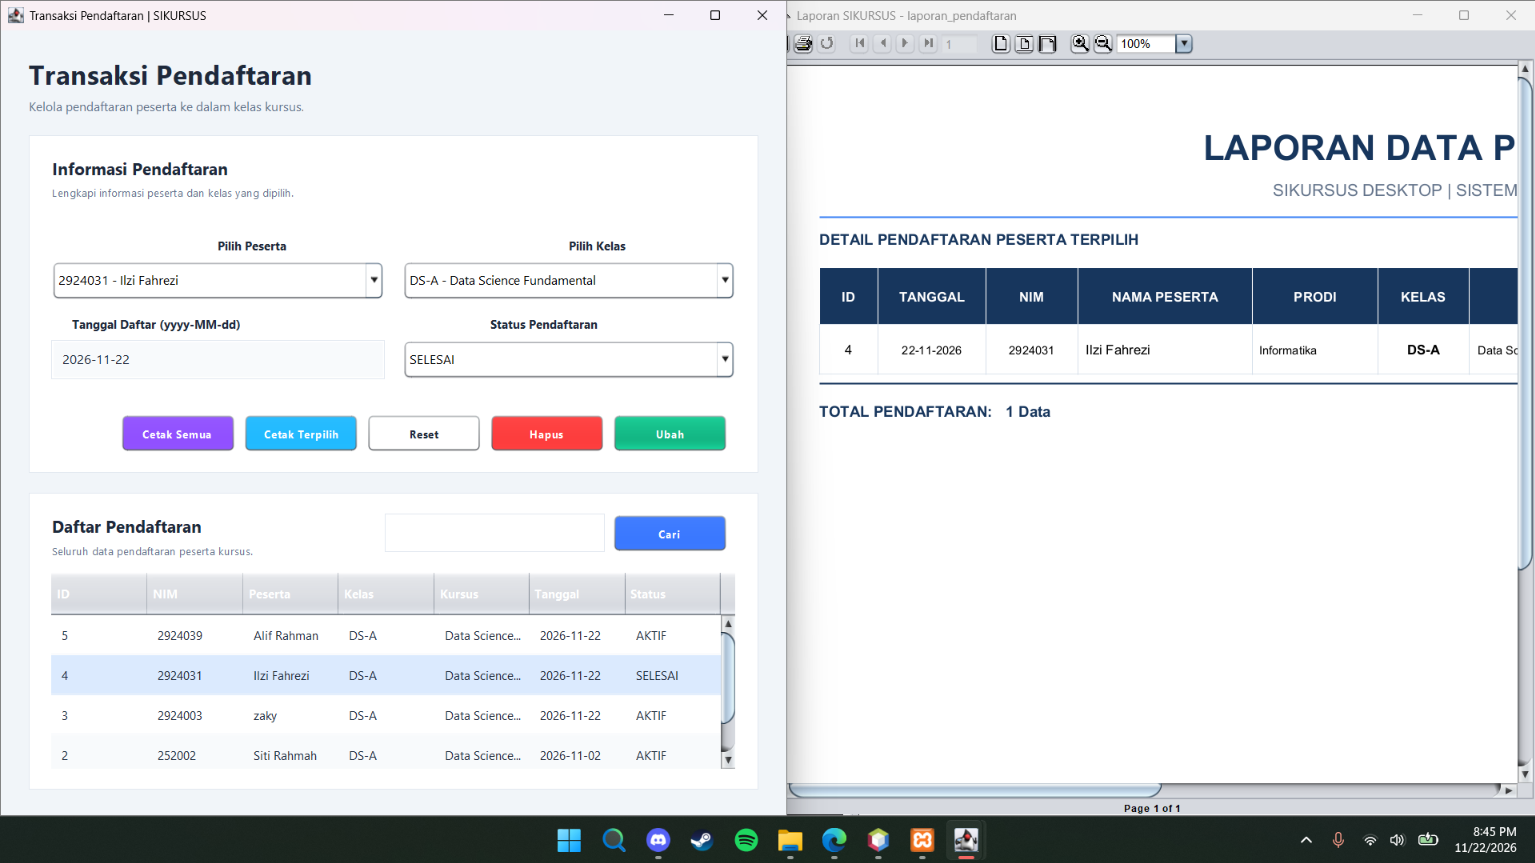 Transaksi Pendaftaran | SIKURSUS
Transaksi Pendaftaran
Kelola pendaftaran peserta ke dalam kelas kursus.
Informasi Pendaftaran
Lengkapi informasi peserta dan kelas yang dipilih.
Pilih Peserta Pilih Kelas
2924031 - Ilzi Fahrezi DS-A - Data Science Fundamental
Tanggal Daftar (yyyy-MM-dd) Status Pendaftaran
2026-11-22 SELESAI
Cetak Semua Cetak Terpilih Reset Hapus Ubah
Daftar Pendaftaran
Seluruh data pendaftaran peserta kursus.
Cari
ID NIM Peserta Kelas Kursus Tanggal Status
5 2924039 Alif Rahman DS-A Data Science... 2026-11-22 AKTIF
4 2924031 Ilzi Fahrezi DS-A Data Science... 2026-11-22 SELESAI
3 2924003 zaky DS-A Data Science... 2026-11-22 AKTIF
2 252002 Siti Rahmah DS-A Data Science... 2026-11-02 AKTIF
Laporan SIKURSUS - laporan_pendaftaran
1 100%
LAPORAN DATA P
SIKURSUS DESKTOP | SISTEM
DETAIL PENDAFTARAN PESERTA TERPILIH
ID TANGGAL NIM NAMA PESERTA PRODI KELAS
4 22-11-2026 2924031 Ilzi Fahrezi Informatika DS-A Data Sc
TOTAL PENDAFTARAN: 1 Data
Page 1 of 1
8:45 PM
11/22/2026